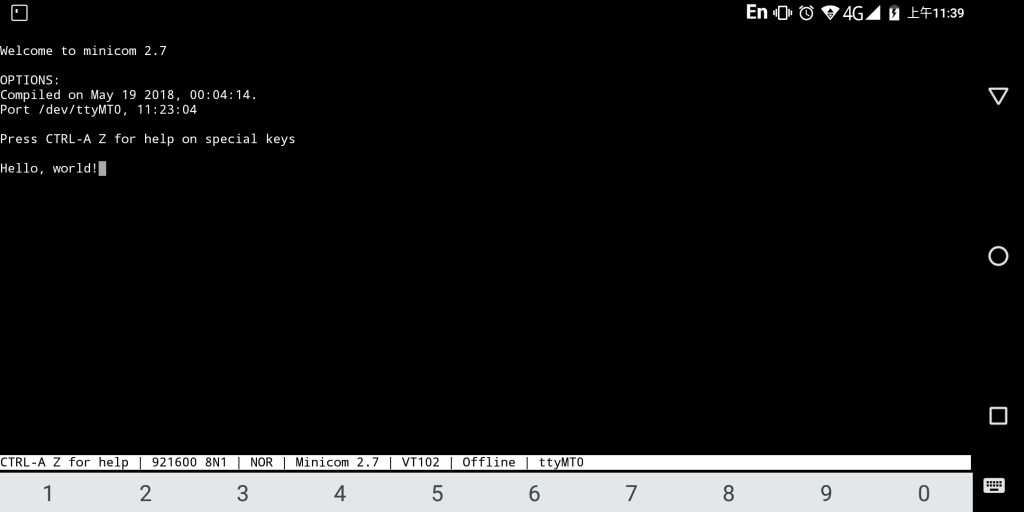 En 4G 上午11:39
Welcome to minicom 2.7
OPTIONS:
Compiled on May 19 2018, 00:04:14.
Port /dev/ttyMT0, 11:23:04
Press CTRL-A Z for help on special keys
Hello, world!
CTRL-A Z for help | 921600 8N1 | NOR | Minicom 2.7 | VT102 | Offline | ttyMT0
1 2 3 4 5 6 7 8 9 0